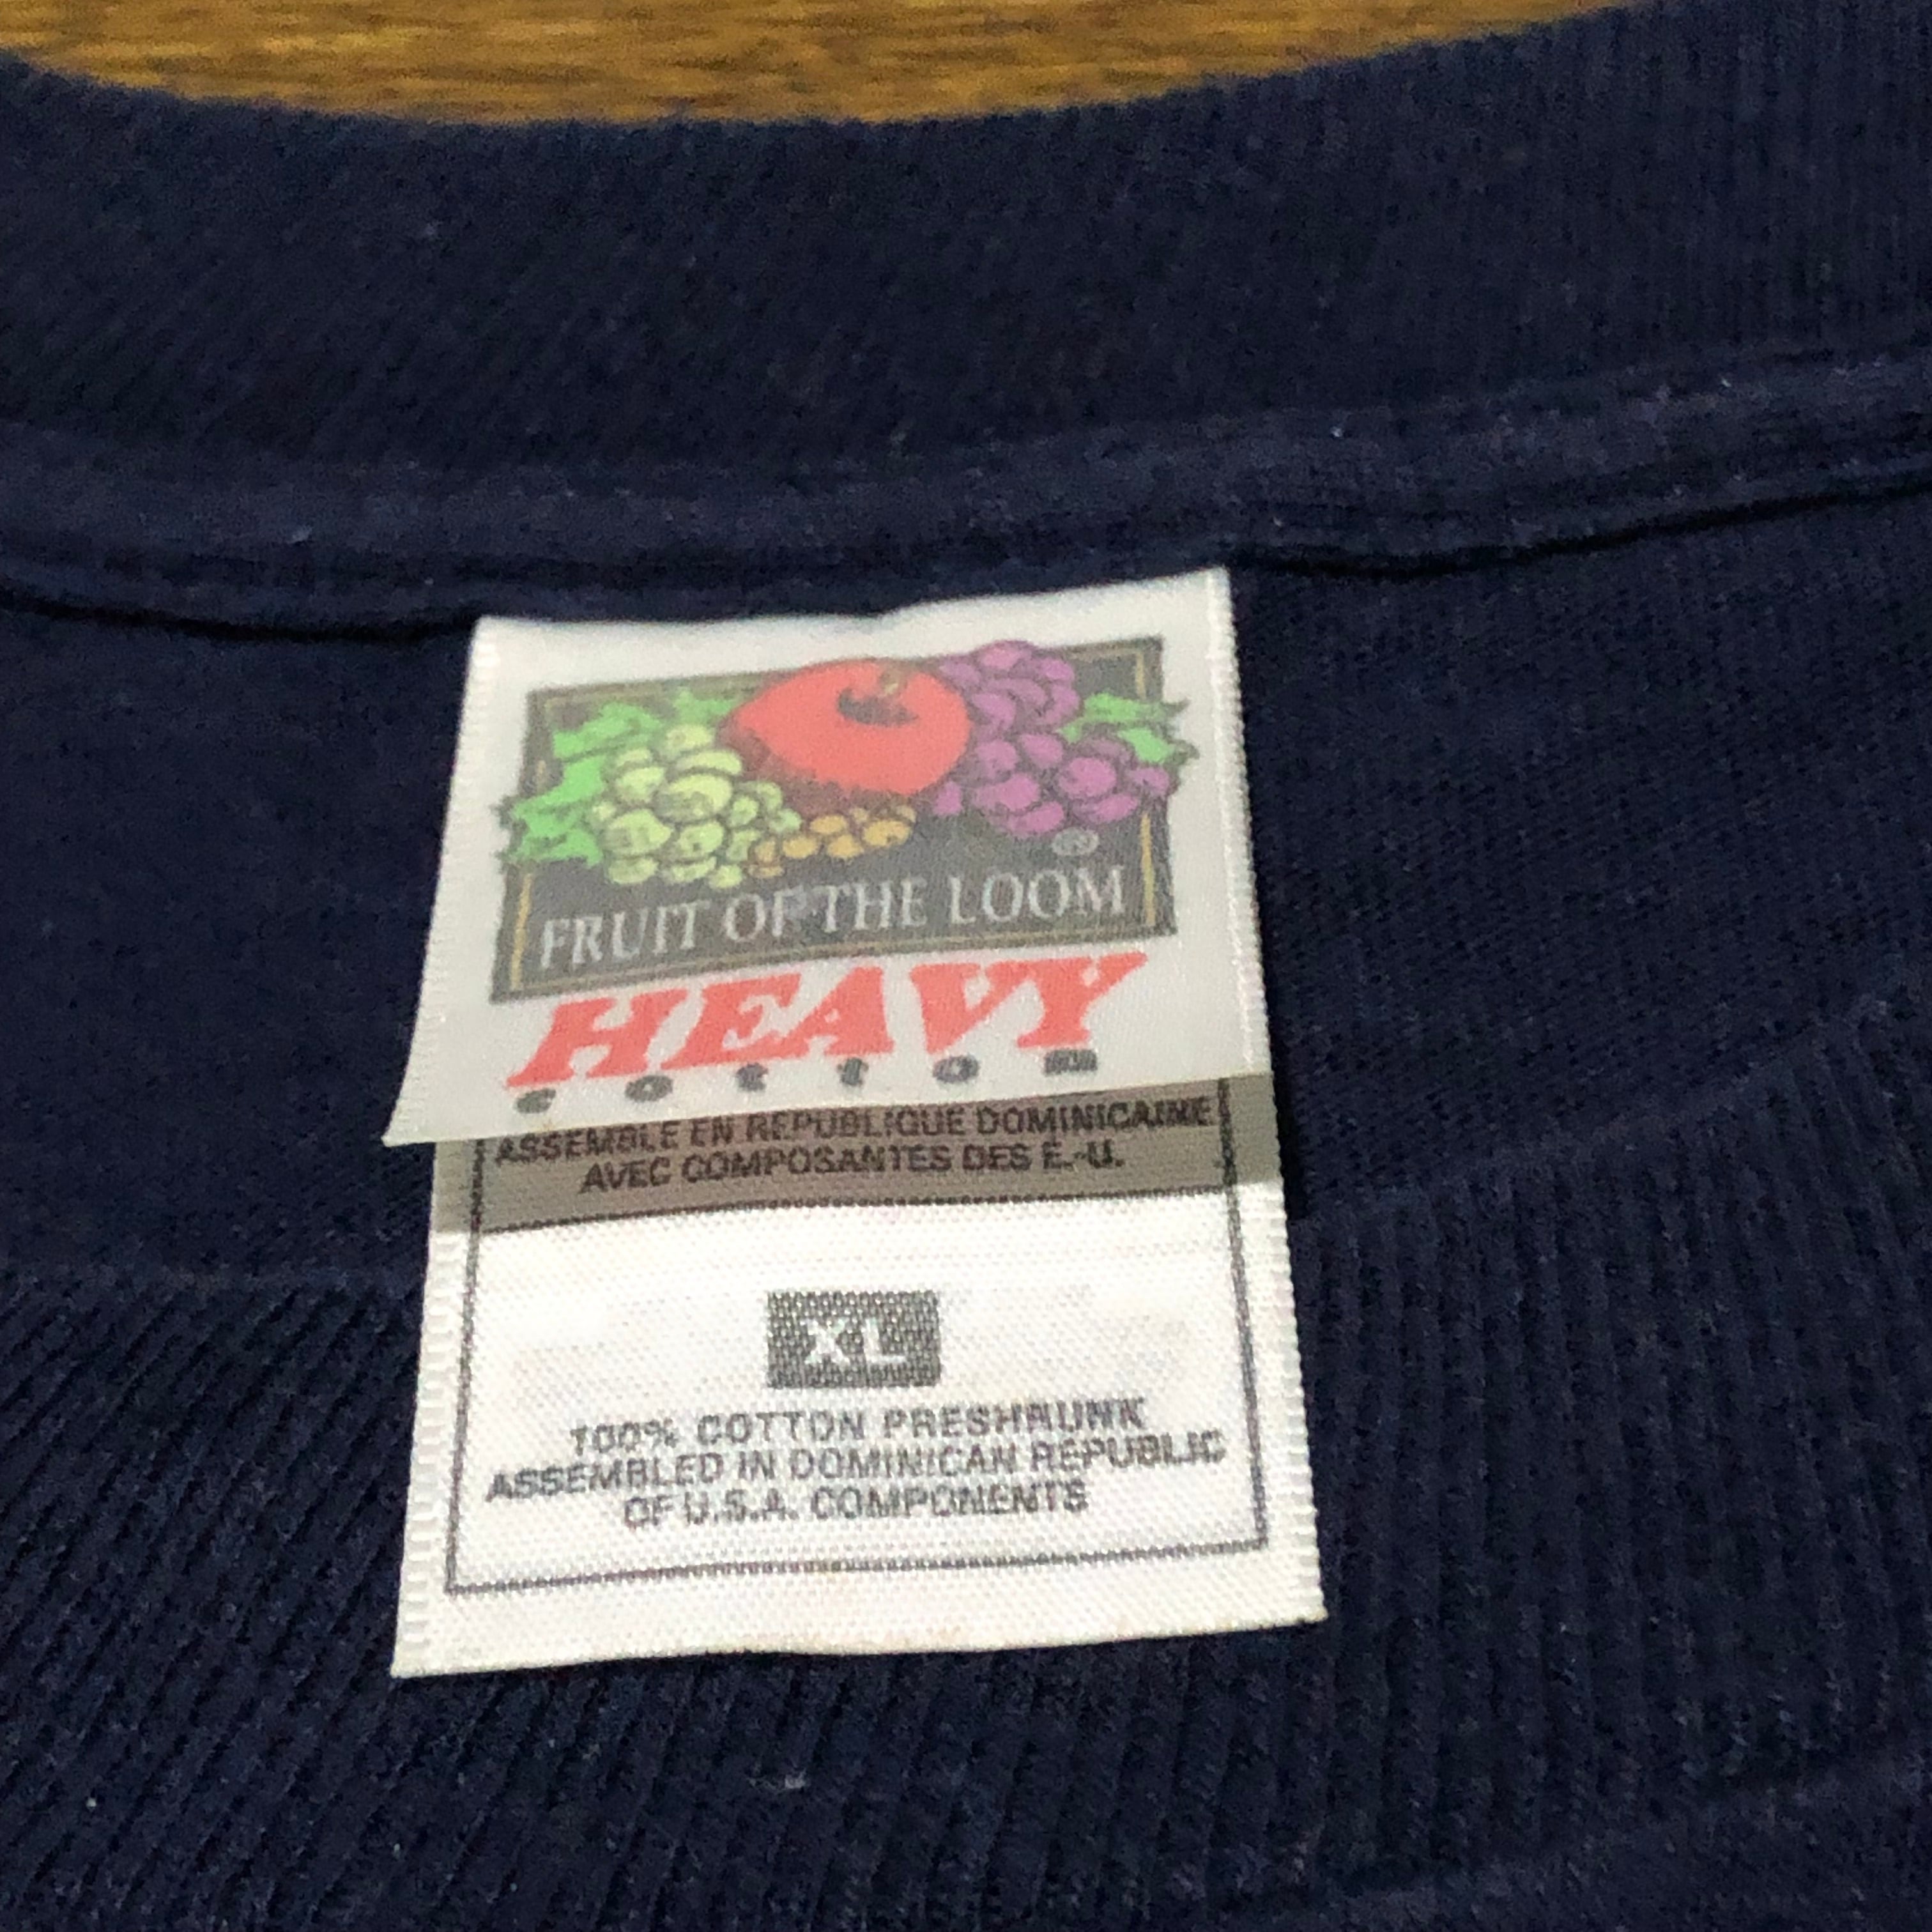 ®
FRUIT OF THE LOOM
HEAVY
COTTON
ASSEMBLE EN REPUBLIQUE DOMINICAINE
AVEC COMPOSANTES DES E.-U.
XL
100% COTTON PRESHRUNK
ASSEMBLED IN DOMINICAN REPUBLIC
OF U.S.A. COMPONENTS